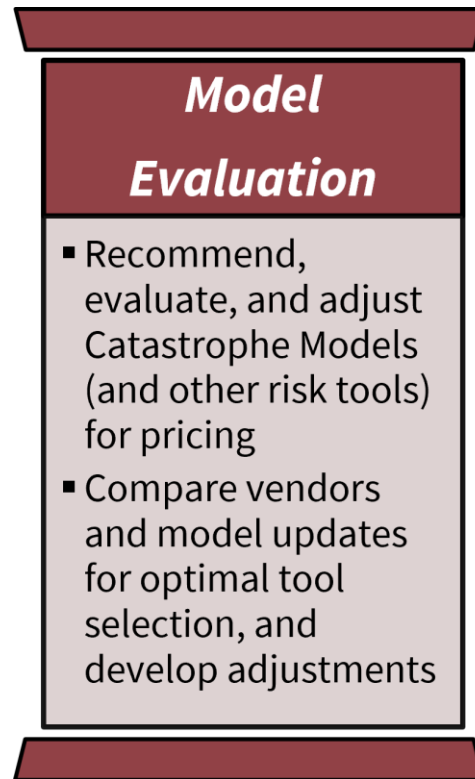 Model
Evaluation
▪ Recommend,
evaluate, and adjust
Catastrophe Models
(and other risk tools)
for pricing
▪ Compare vendors
and model updates
for optimal tool
selection, and
develop adjustments